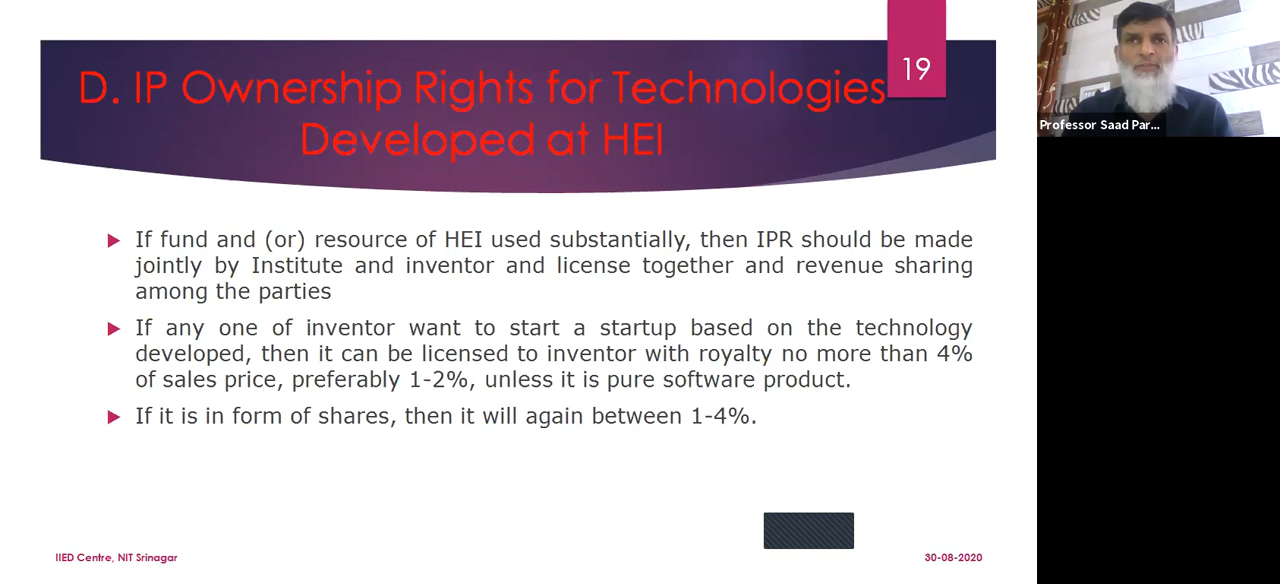 19
D. IP Ownership Rights for Technologies
Developed at HEI
If fund and (or) resource of HEI used substantially, then IPR should be made
jointly by Institute and inventor and license together and revenue sharing
among the parties
If any one of inventor want to start a startup based on the technology
developed, then it can be licensed to inventor with royalty no more than 4%
of sales price, preferably 1-2%, unless it is pure software product.
If it is in form of shares, then it will again between 1-4%.
IIED Centre, NIT Srinagar
30-08-2020
Professor Saad Par...